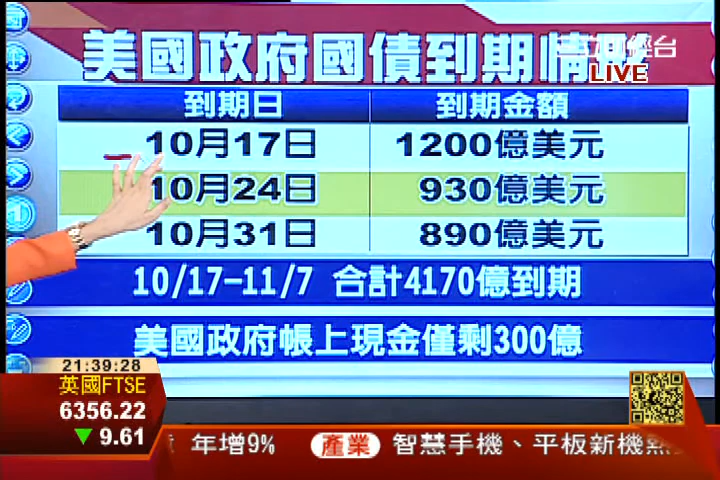 美國政府國債到期情
LIVE
到期日 到期金額
10月17日 1200億美元
10月24日 930億美元
10月31日 890億美元
10/17-11/7 合計4170億到期
美國政府帳上現金僅剩300億
21:39:28
英國FTSE
6356.22
▼9.61
年增9% 產業 智慧手機、平板新機熱